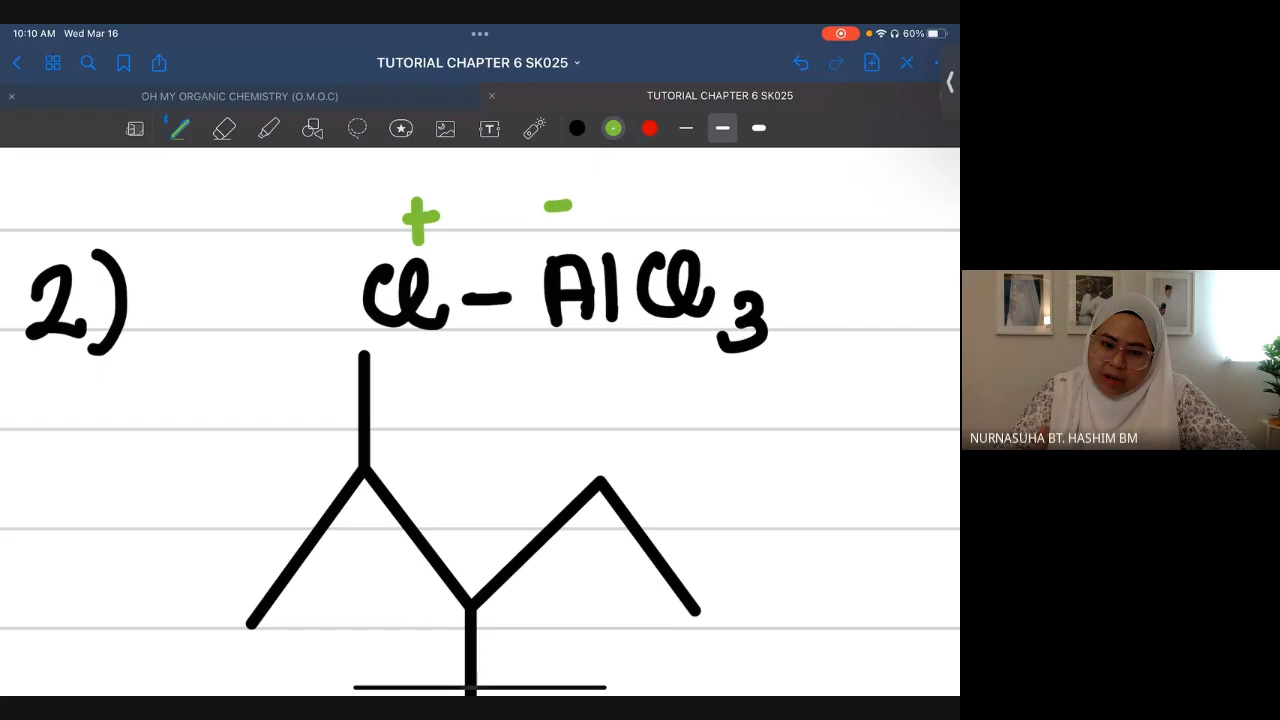 10:10 AM Wed Mar 16
60%
TUTORIAL CHAPTER 6 SK025
OH MY ORGANIC CHEMISTRY (O.M.O.C)
TUTORIAL CHAPTER 6 SK025
+ -
2) Cl - AlCl3
NURNASUHA BT. HASHIM BM